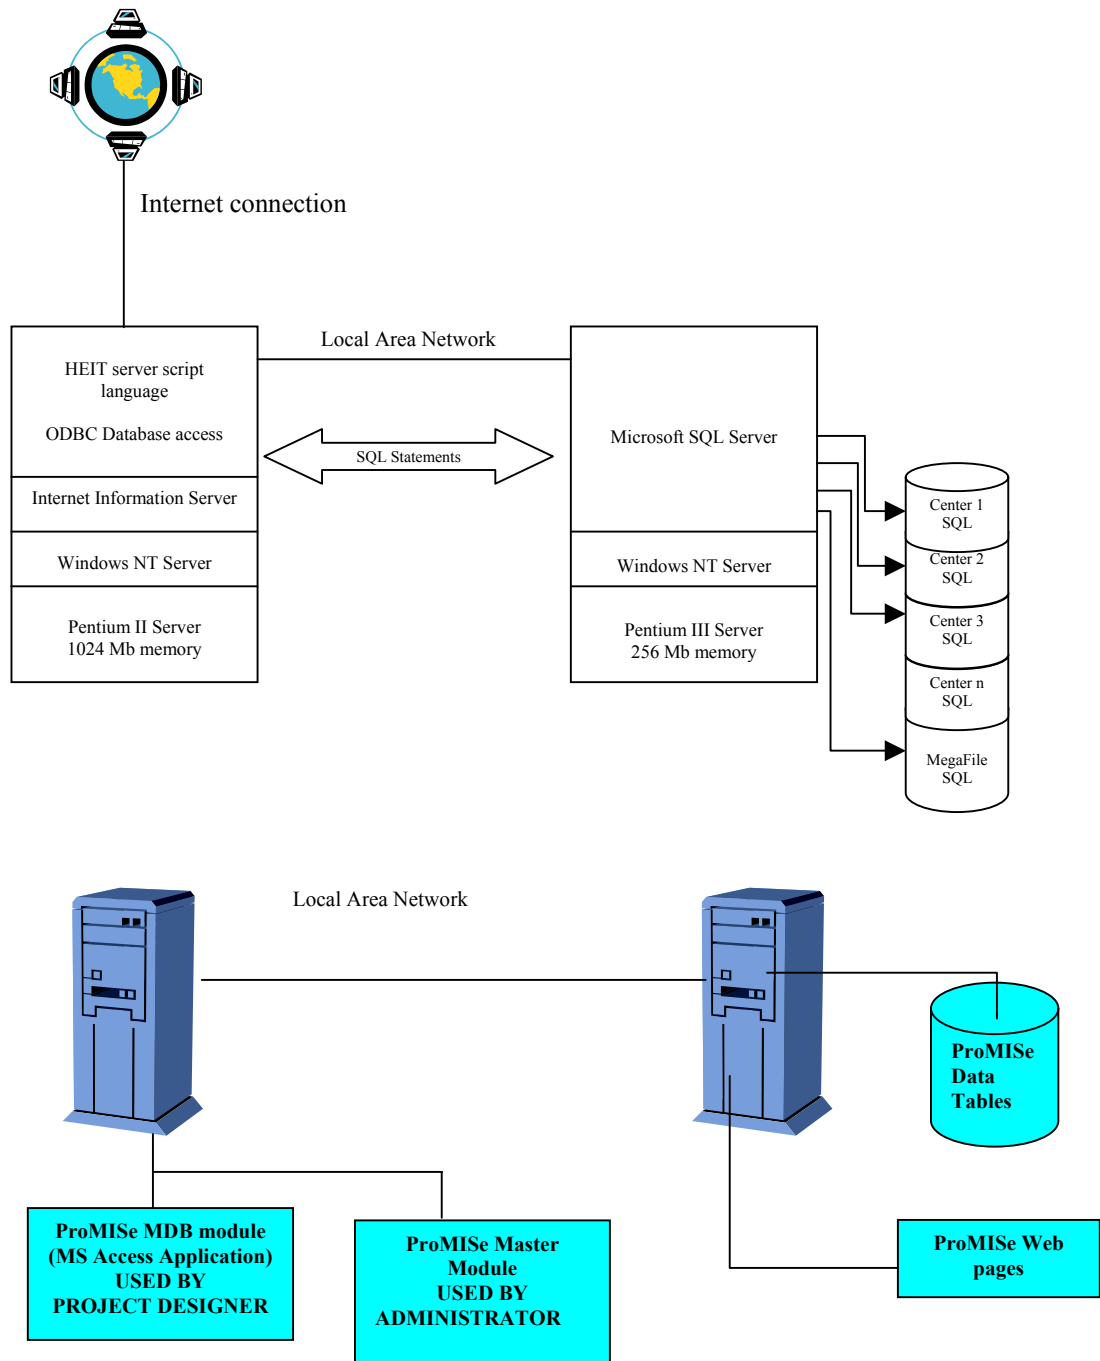 Internet connection
Local Area Network
HEIT server script
language
ODBC Database access
SQL Statements
Microsoft SQL Server
Internet Information Server
Windows NT Server
Windows NT Server
Pentium II Server
1024 Mb memory
Pentium III Server
256 Mb memory
Center 1
SQL
Center 2
SQL
Center 3
SQL
Center n
SQL
MegaFile
SQL
Local Area Network
ProMISe
Data
Tables
ProMISe MDB module
(MS Access Application)
USED BY
PROJECT DESIGNER
ProMISe Master
Module
USED BY
ADMINISTRATOR
ProMISe Web
pages